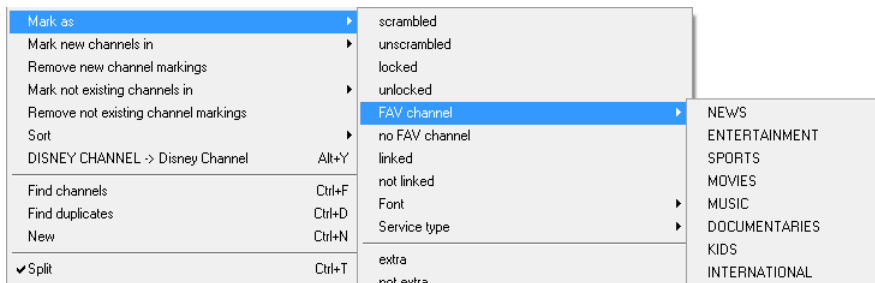 Mark as
Mark new channels in
Remove new channel markings
Mark not existing channels in
Remove not existing channel markings
Sort
DISNEY CHANNEL -> Disney Channel Alt+Y
Find channels Ctrl+F
Find duplicates Ctrl+D
New Ctrl+N
Split Ctrl+T
scrambled
unscrambled
locked
unlocked
FAV channel
no FAV channel
linked
not linked
Font
Service type
extra
not extra
NEWS
ENTERTAINMENT
SPORTS
MOVIES
MUSIC
DOCUMENTARIES
KIDS
INTERNATIONAL